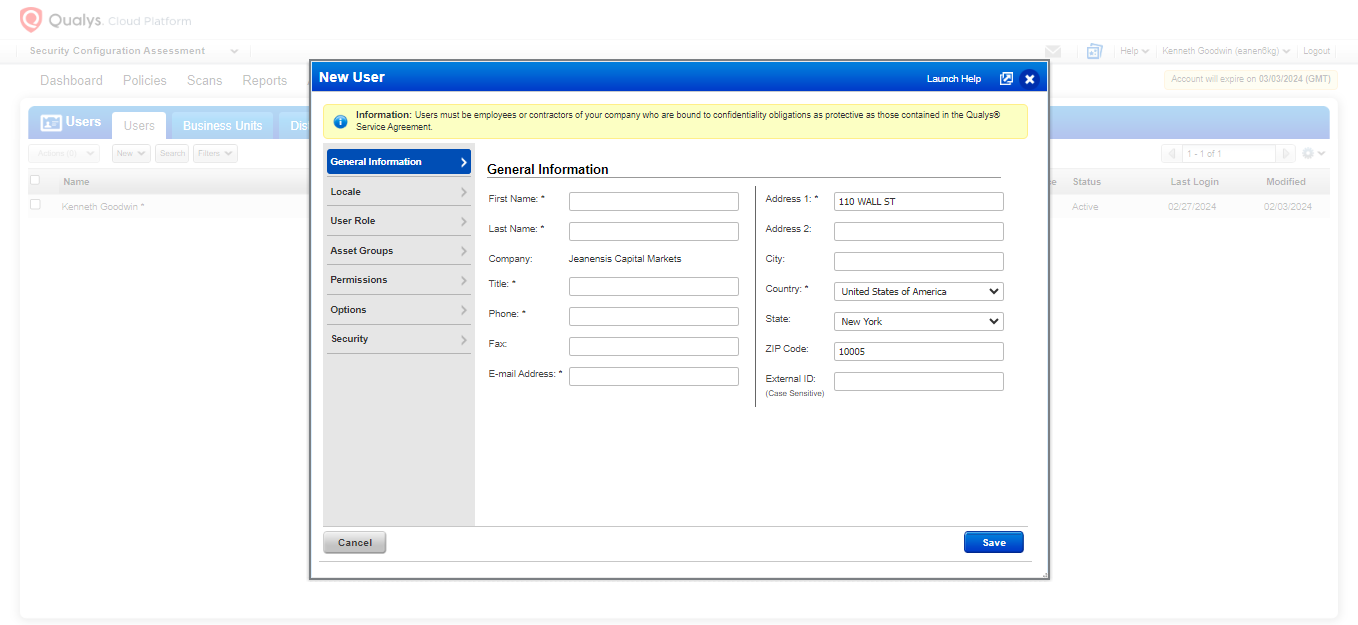 Qualys. Cloud Platform
Security Configuration Assessment
Help
Kenneth Goodwin (eanen6kg)
Logout
Dashboard Policies Scans Reports
Account will expire on 03/03/2024 (GMT)
New User
Launch Help
Users
Users
Business Units
Information: Users must be employees or contractors of your company who are bound to confidentiality obligations as protective as those contained in the Qualys®
Service Agreement.
Actions (0)
New
Search
Filters
1 - 1 of 1
Name
Status
Last Login
Modified
Kenneth Goodwin *
Active
02/27/2024
02/03/2024
General Information
Locale
User Role
Asset Groups
Permissions
Options
Security
General Information
First Name: *
Last Name: *
Company: Jeanensis Capital Markets
Title: *
Phone: *
Fax:
E-mail Address: *
Address 1: * 110 WALL ST
Address 2:
City:
Country: * United States of America
State: New York
ZIP Code: 10005
External ID:
(Case Sensitive)
Cancel
Save